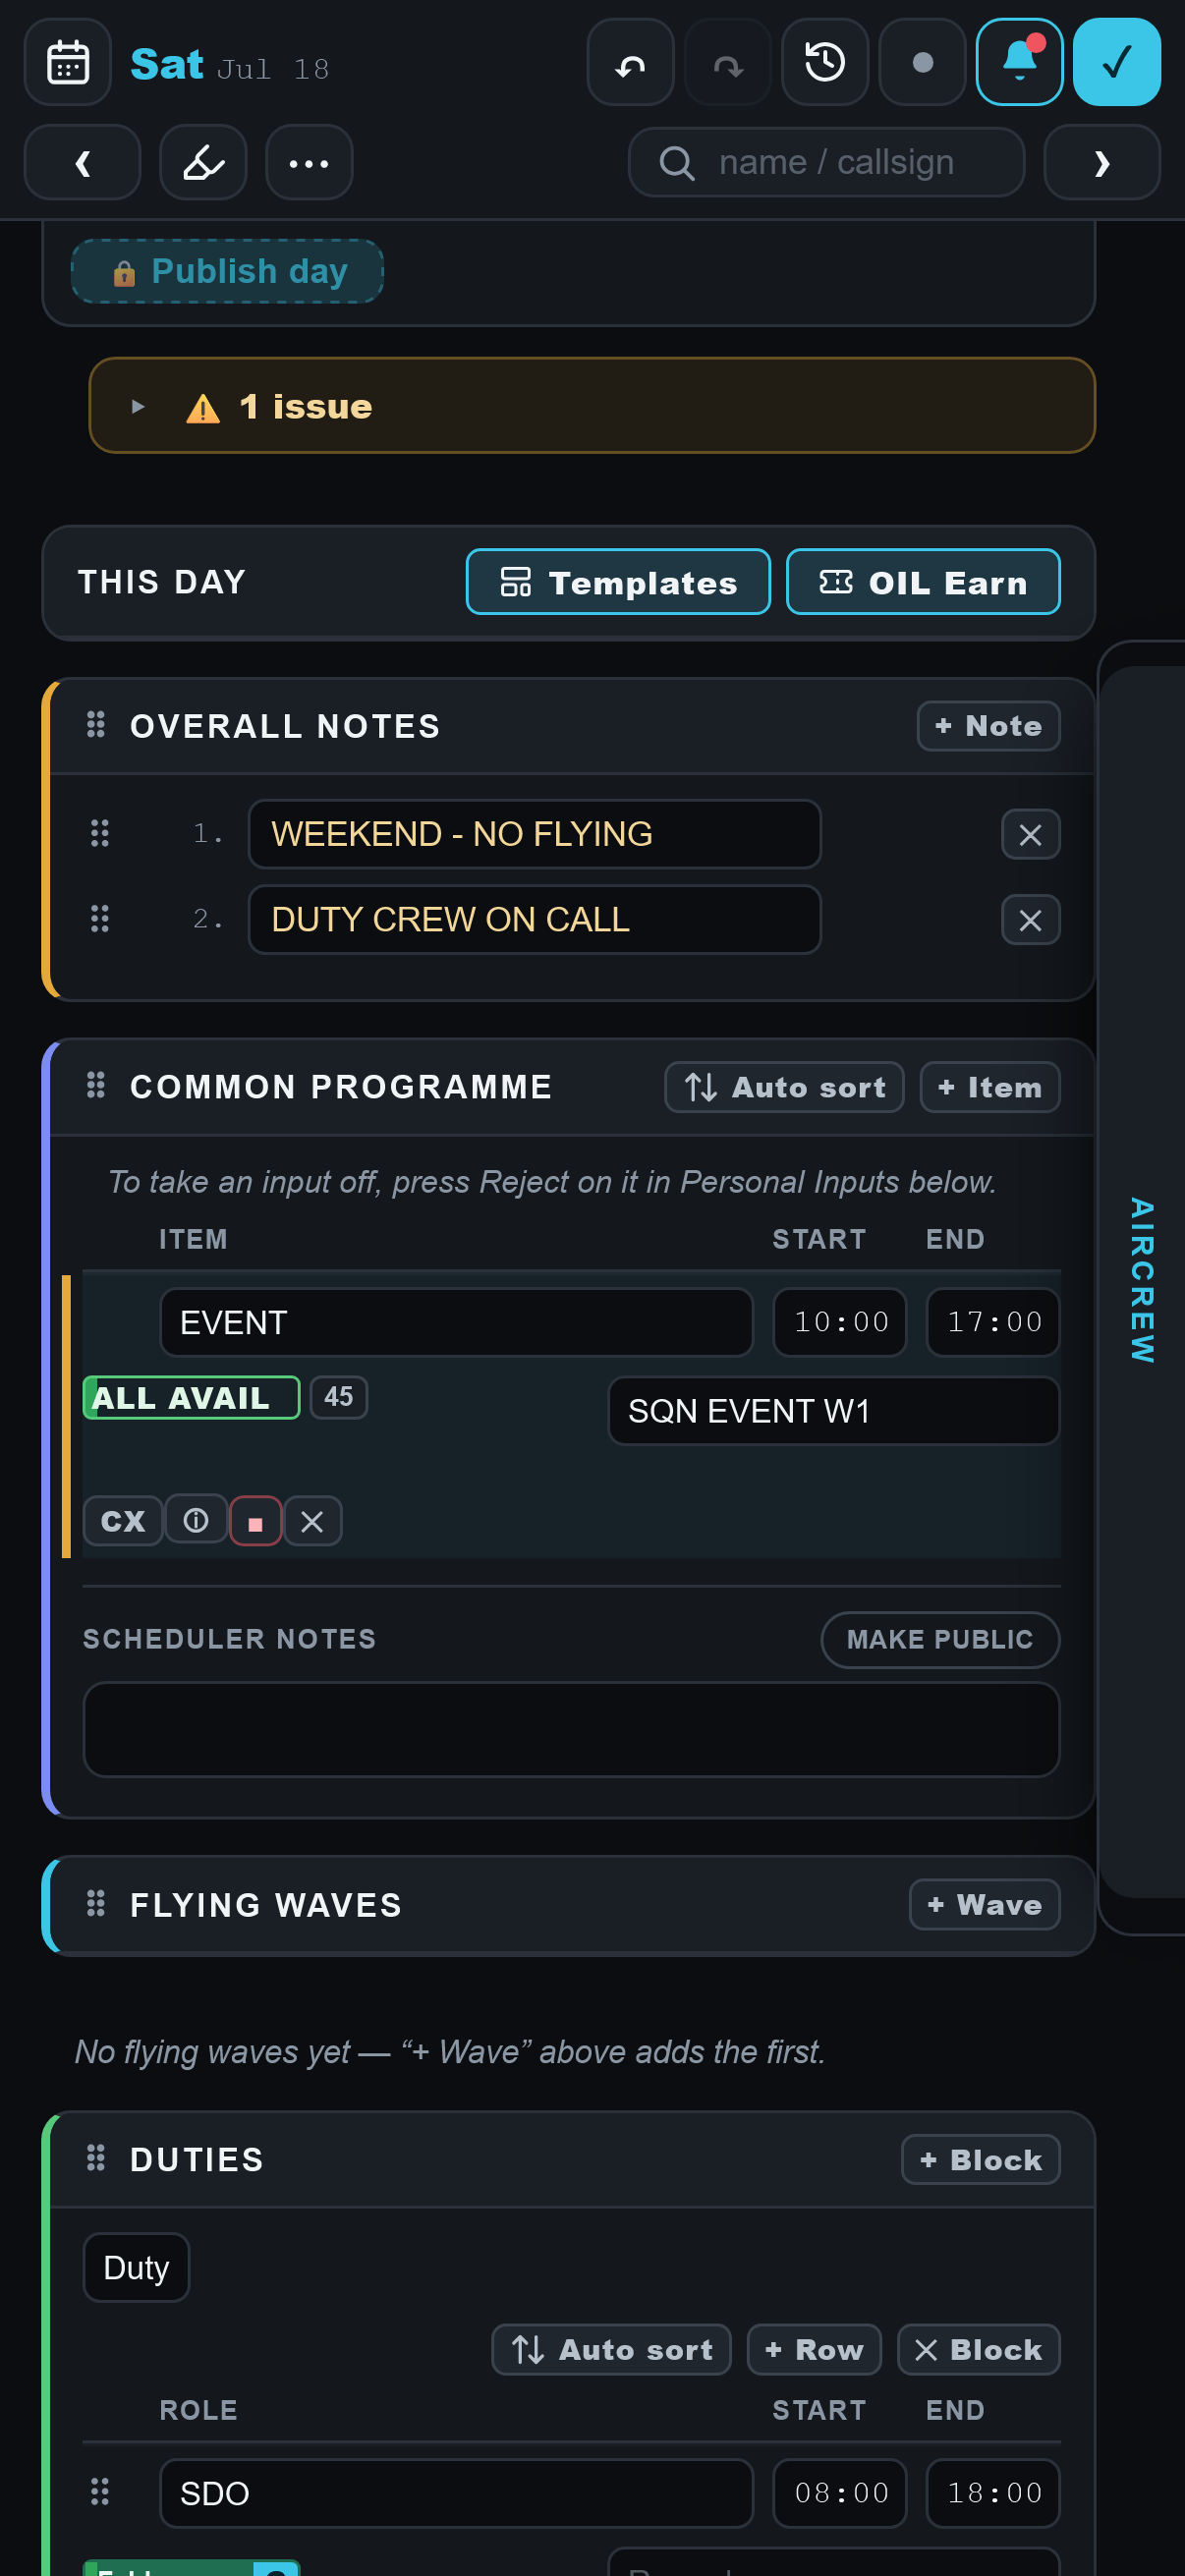 Sat Jul 18
name / callsign
Publish day
1 issue
THIS DAY
Templates
OIL Earn
OVERALL NOTES
+ Note
1. WEEKEND - NO FLYING
2. DUTY CREW ON CALL
COMMON PROGRAMME
Auto sort
+ Item
To take an input off, press Reject on it in Personal Inputs below.
ITEM START END
EVENT 10:00 17:00
ALL AVAIL 45 SQN EVENT W1
CX
SCHEDULER NOTES MAKE PUBLIC
AIRCREW
FLYING WAVES
+ Wave
No flying waves yet — “+ Wave” above adds the first.
DUTIES
+ Block
Duty
Auto sort
+ Row
× Block
ROLE START END
SDO 08:00 18:00